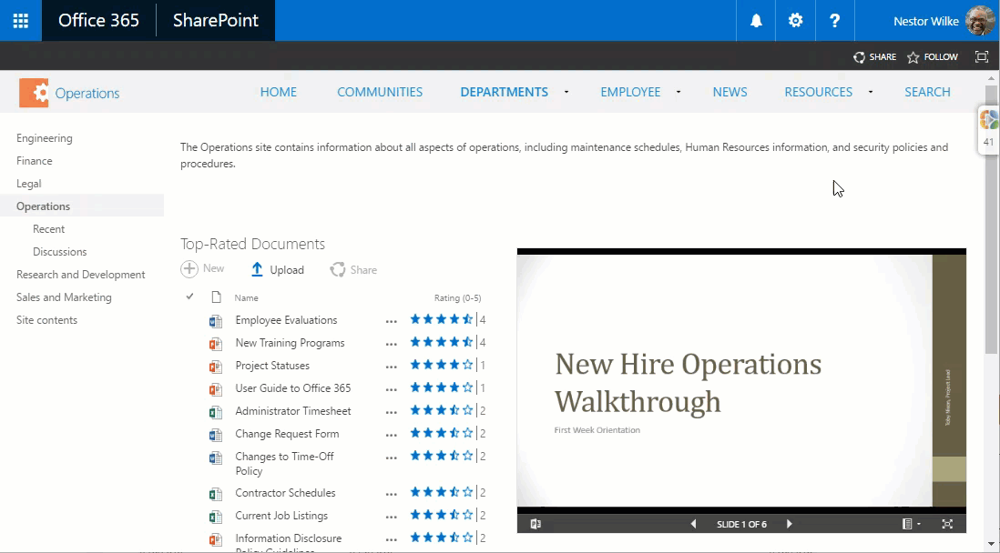 Office 365
SharePoint
?
Nestor Wilke
SHARE
FOLLOW
Operations
HOME
COMMUNITIES
DEPARTMENTS
EMPLOYEE
NEWS
RESOURCES
SEARCH
41
Engineering
Finance
Legal
Operations
Recent
Discussions
Research and Development
Sales and Marketing
Site contents
The Operations site contains information about all aspects of operations, including maintenance schedules, Human Resources information, and security policies and
procedures.
Top-Rated Documents
New
Upload
Share
Name
Rating (0-5)
Employee Evaluations ... 4
New Training Programs ... 4
Project Statuses ... 1
User Guide to Office 365 ... 1
Administrator Timesheet ... 2
Change Request Form ... 2
Changes to Time-Off ... 2
Policy
Contractor Schedules ... 2
Current Job Listings ... 2
Information Disclosure ... 2
Policy Guidelines
New Hire Operations
Walkthrough
First Week Orientation
SLIDE 1 OF 6